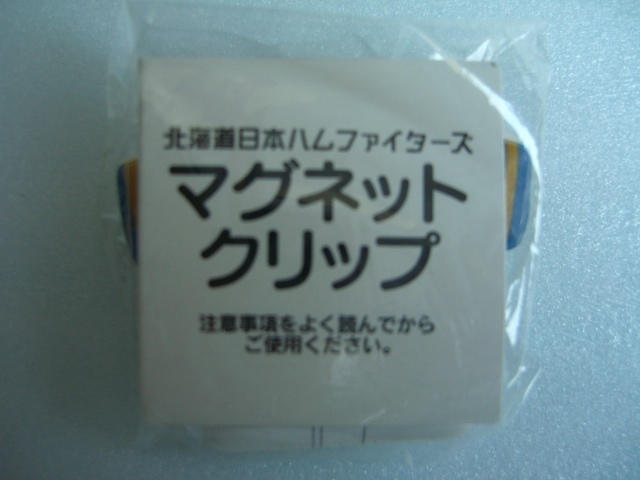 北海道日本ハムファイターズ
マグネット
クリップ
注意事項をよく読んでから
ご使用ください。